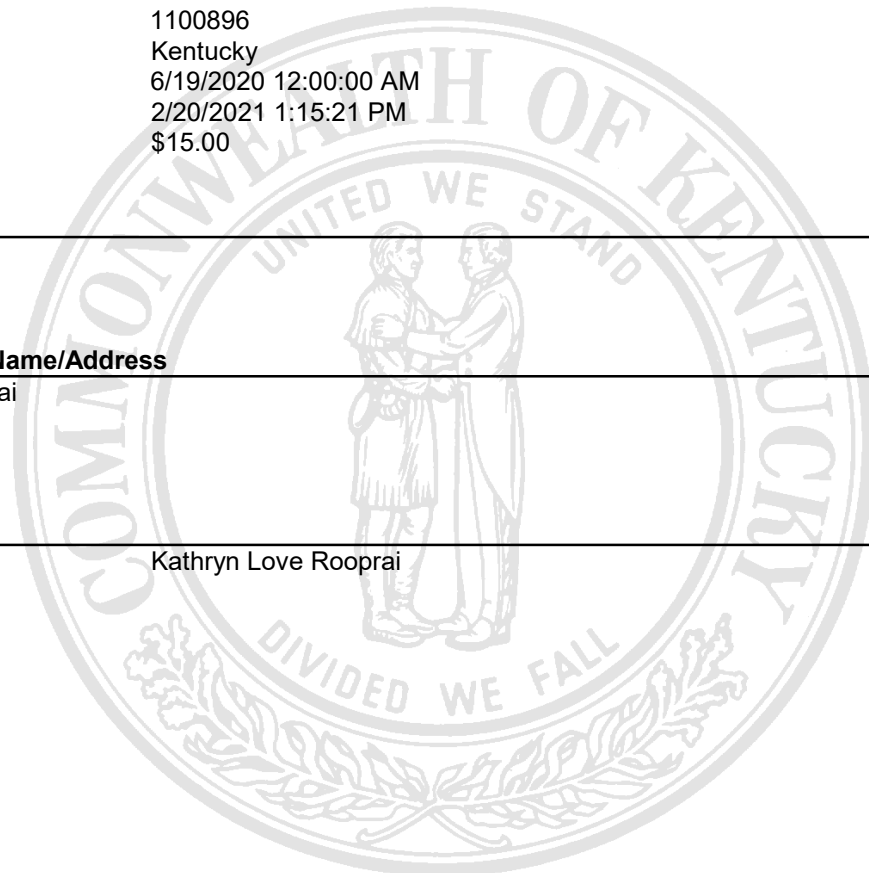 1100896
Kentucky
6/19/2020 12:00:00 AM
2/20/2021 1:15:21 PM
$15.00
COMMONWEALTH OF KENTUCKY
UNITED WE STAND
Name/Address
ai
Kathryn Love Rooprai
DIVIDED WE FALL